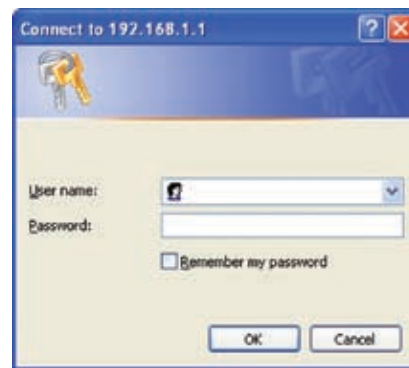 Connect to 192.168.1.1
?
User name:
Password:
Remember my password
OK
Cancel